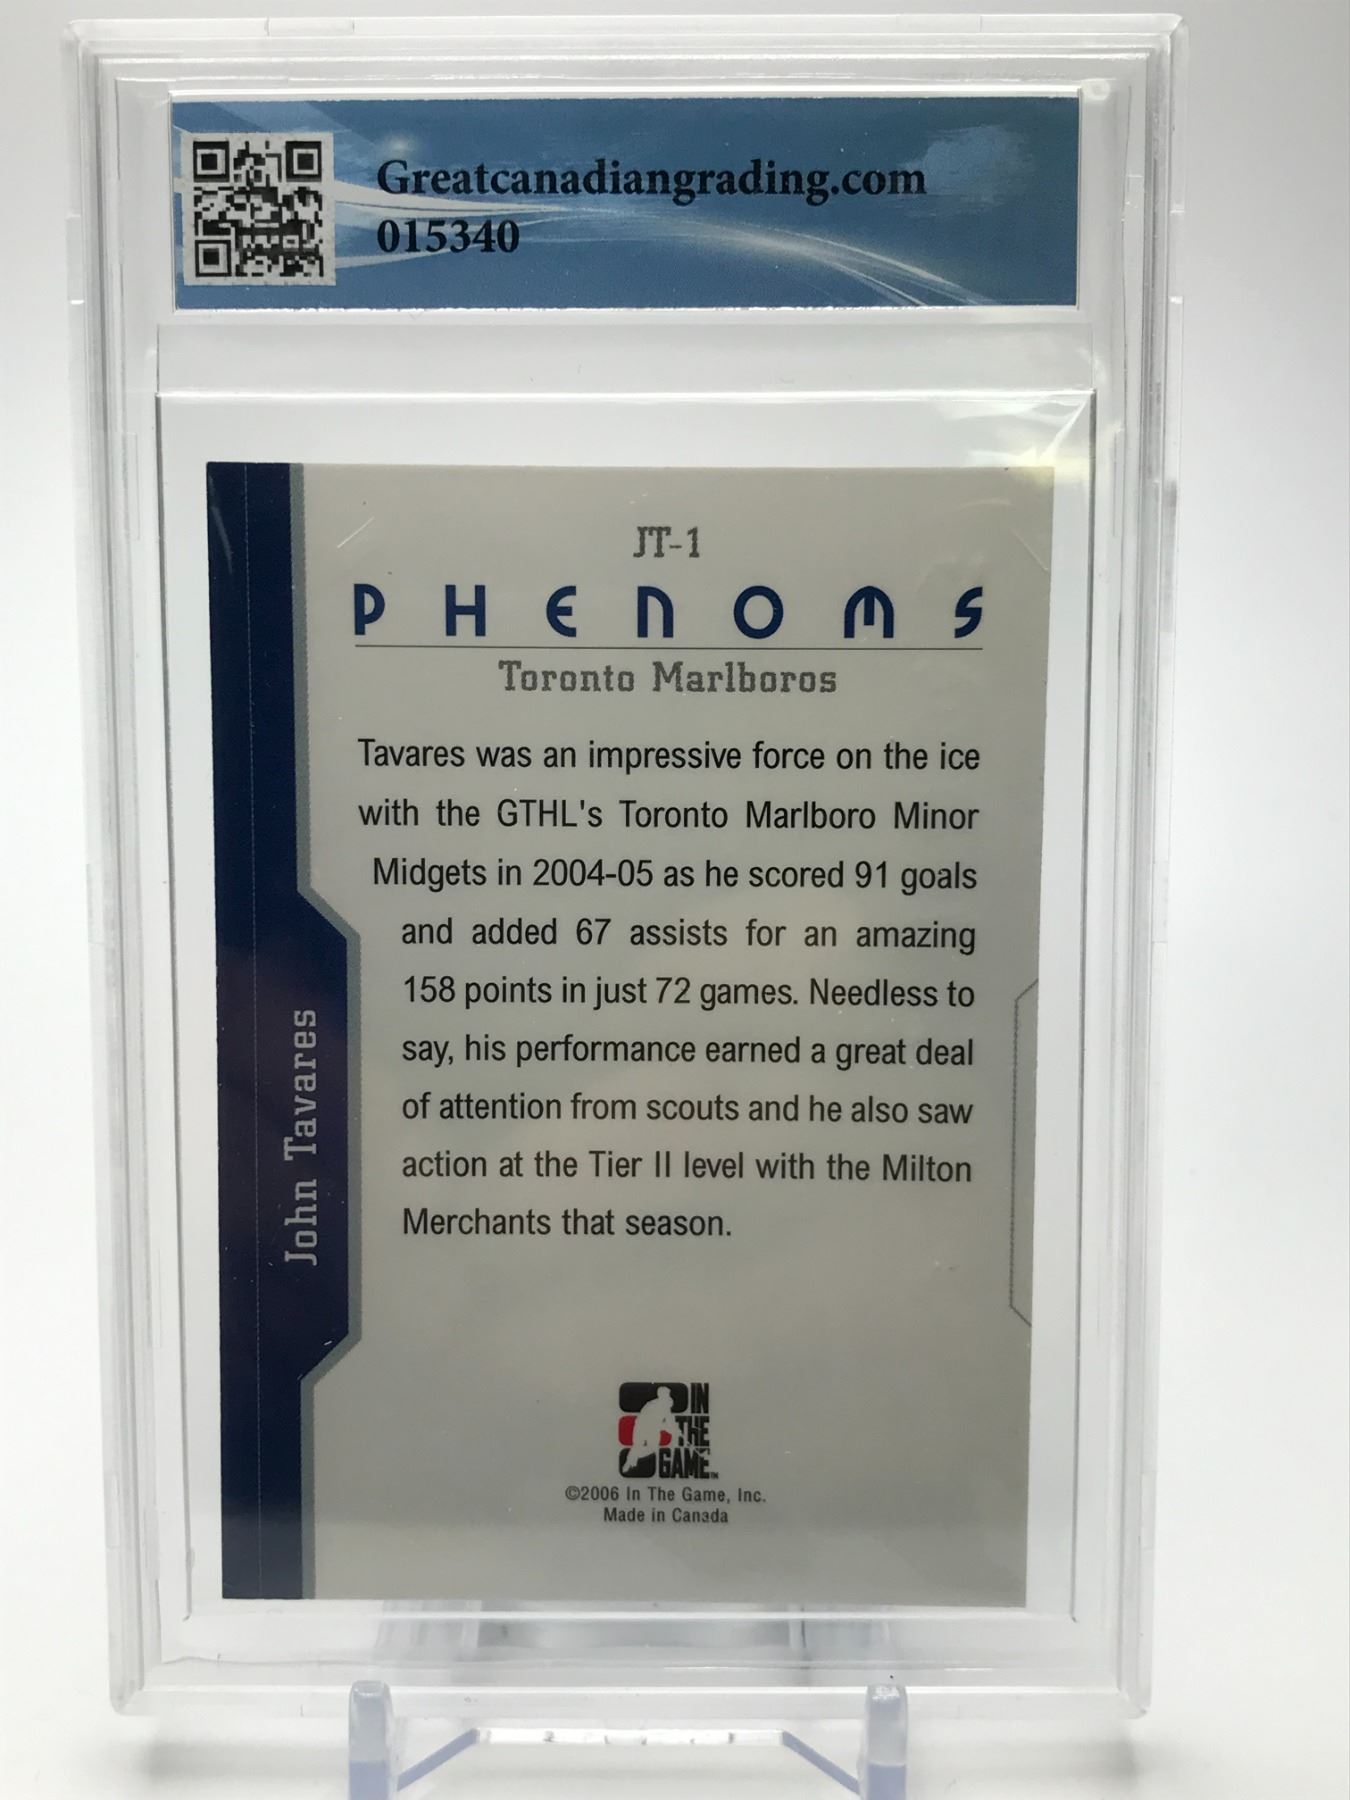 Greatcanadiangrading.com
015340
JT-1
PHENOMS
Toronto Marlboros
Tavares was an impressive force on the ice
with the GTHL's Toronto Marlboro Minor
Midgets in 2004-05 as he scored 91 goals
and added 67 assists for an amazing
158 points in just 72 games. Needless to
say, his performance earned a great deal
of attention from scouts and he also saw
action at the Tier II level with the Milton
Merchants that season.
John Tavares
IN
THE
GAME™
©2006 In The Game, Inc.
Made in Canada